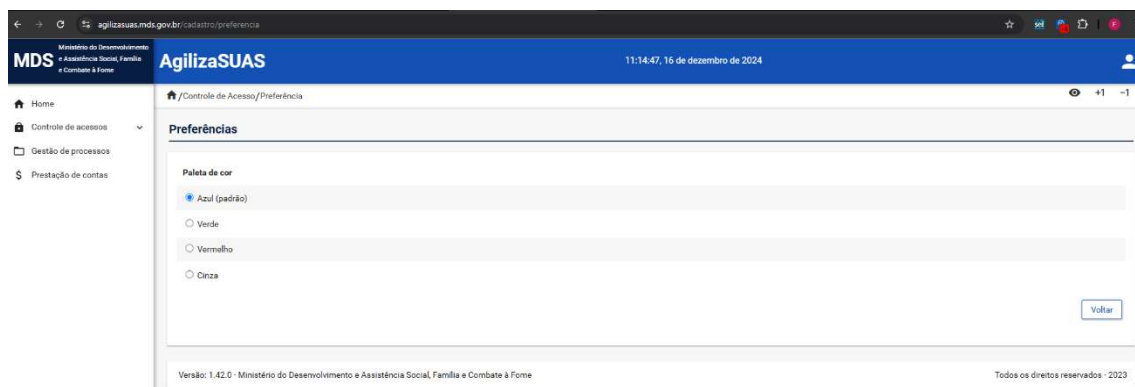 agilizasuas.mds.gov.br/cadastro/preferencia
MDS
Ministério do Desenvolvimento
e Assistência Social, Família
e Combate à Fome
AgilizaSUAS
11:14:47, 16 de dezembro de 2024
/Controle de Acesso/Preferência
+1 -1
Home
Controle de acessos
Gestão de processos
Prestação de contas
Preferências
Paleta de cor
Azul (padrão)
Verde
Vermelho
Cinza
Voltar
Versão: 1.42.0 - Ministério do Desenvolvimento e Assistência Social, Família e Combate à Fome
Todos os direitos reservados - 2023